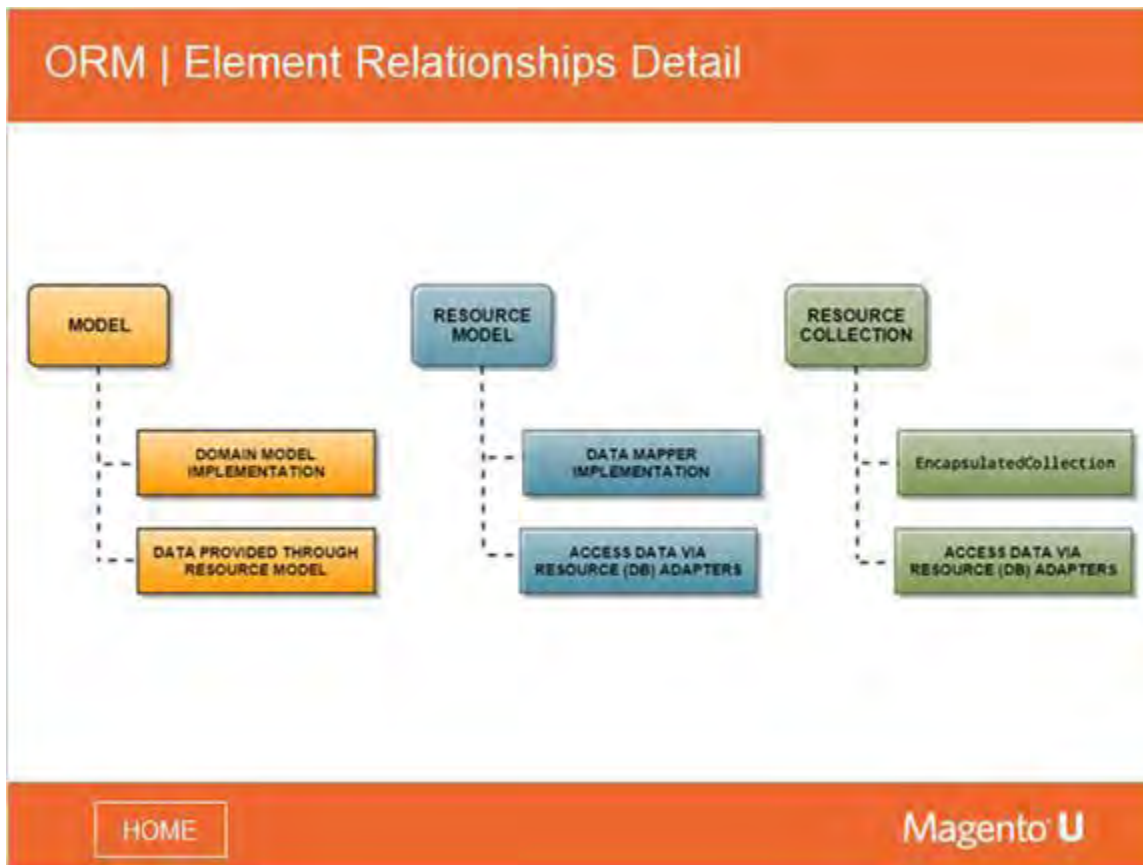 ORM | Element Relationships Detail
MODEL
DOMAIN MODEL
IMPLEMENTATION
DATA PROVIDED THROUGH
RESOURCE MODEL
RESOURCE
MODEL
DATA MAPPER
IMPLEMENTATION
ACCESS DATA VIA
RESOURCE (DB) ADAPTERS
RESOURCE
COLLECTION
EncapsulatedCollection
ACCESS DATA VIA
RESOURCE (DB) ADAPTERS
HOME
Magento U